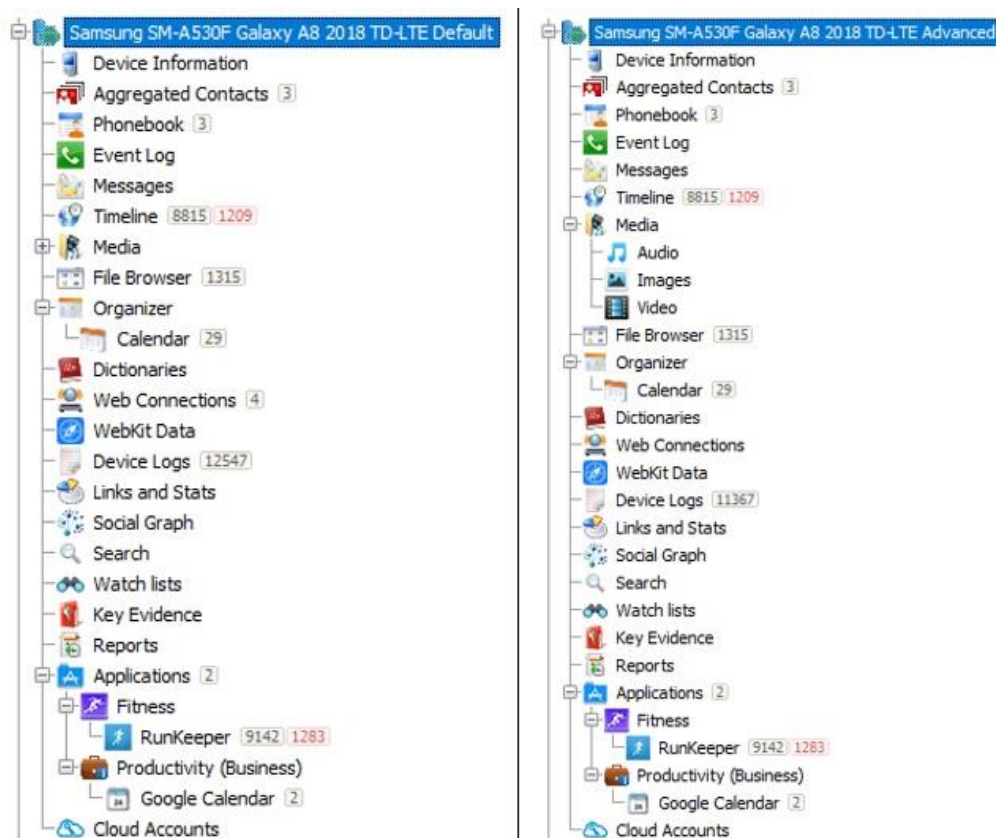 Samsung SM-A530F Galaxy A8 2018 TD-LTE Default
Device Information
Aggregated Contacts 3
Phonebook 3
Event Log
Messages
Timeline 8815 1209
Media
File Browser 1315
Organizer
Calendar 29
Dictionaries
Web Connections 4
WebKit Data
Device Logs 12547
Links and Stats
Social Graph
Search
Watch lists
Key Evidence
Reports
Applications 2
Fitness
RunKeeper 9142 1283
Productivity (Business)
Google Calendar 2
Cloud Accounts
Samsung SM-A530F Galaxy A8 2018 TD-LTE Advanced
Device Information
Aggregated Contacts 3
Phonebook 3
Event Log
Messages
Timeline 8815 1209
Media
Audio
Images
Video
File Browser 1315
Organizer
Calendar 29
Dictionaries
Web Connections
WebKit Data
Device Logs 11367
Links and Stats
Social Graph
Search
Watch lists
Key Evidence
Reports
Applications 2
Fitness
RunKeeper 9142 1283
Productivity (Business)
Google Calendar 2
Cloud Accounts